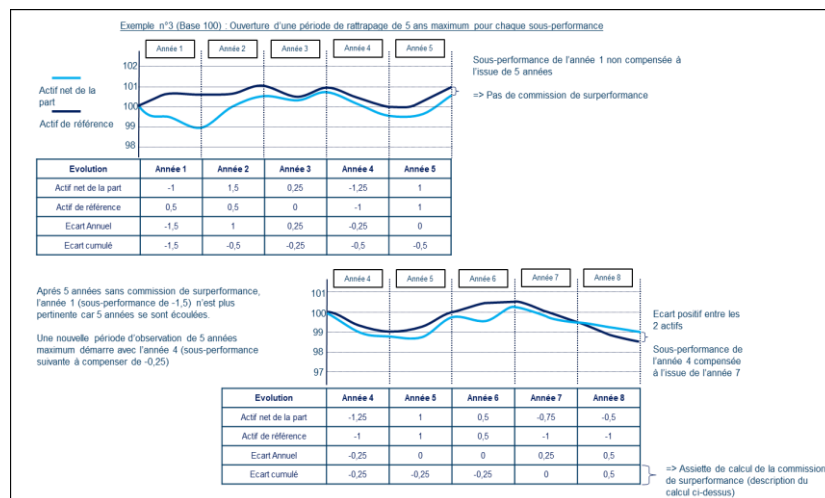 Exemple n°3 (Base 100) : Ouverture d'une période de rattrapage de 5 ans maximum pour chaque sous-performance
Année 1 Année 2 Année 3 Année 4 Année 5
102
101
100
99
98
Actif net de la part
Actif de référence
Sous-performance de l'année 1 non compensée à l'issue de 5 années
=> Pas de commission de surperformance
Evolution Année 1 Année 2 Année 3 Année 4 Année 5
Actif net de la part -1 1,5 0,25 -1,25 1
Actif de référence 0,5 0,5 0 -1 1
Ecart Annuel -1,5 1 0,25 -0,25 0
Ecart cumulé -1,5 -0,5 -0,25 -0,5 -0,5
Après 5 années sans commission de surperformance,
l'année 1 (sous-performance de -1,5) n'est plus
pertinente car 5 années se sont écoulées.
Une nouvelle période d'observation de 5 années
maximum démarre avec l'année 4 (sous-performance
suivante à compenser de -0,25)
Année 4 Année 5 Année 6 Année 7 Année 8
101
100
99
98
97
Ecart positif entre les
2 actifs
Sous-performance de
l'année 4 compensée
à l'issue de l'année 7
Evolution Année 4 Année 5 Année 6 Année 7 Année 8
Actif net de la part -1,25 1 0,5 -0,75 -0,5
Actif de référence -1 1 0,5 -1 -1
Ecart Annuel -0,25 0 0 0,25 0,5
Ecart cumulé -0,25 -0,25 -0,25 0 0,5
=> Assiette de calcul de la commission
de surperformance (description du
calcul ci-dessus)